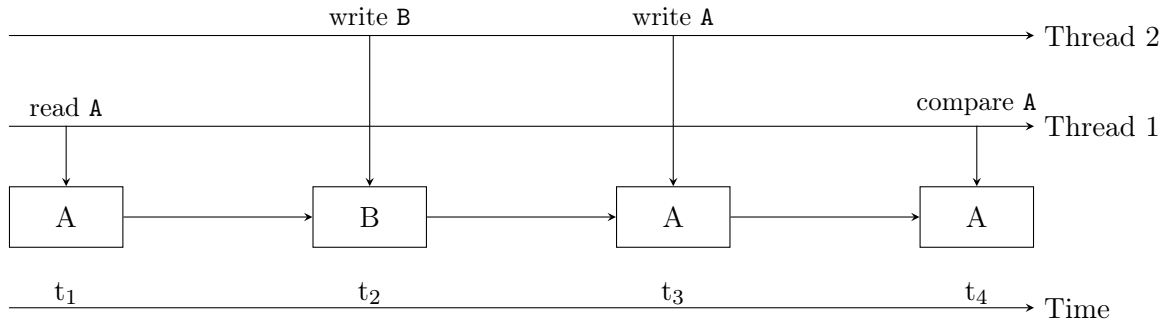 write B write A
Thread 2
read A compare A
Thread 1
A B A A
t₁ t₂ t₃ t₄
Time